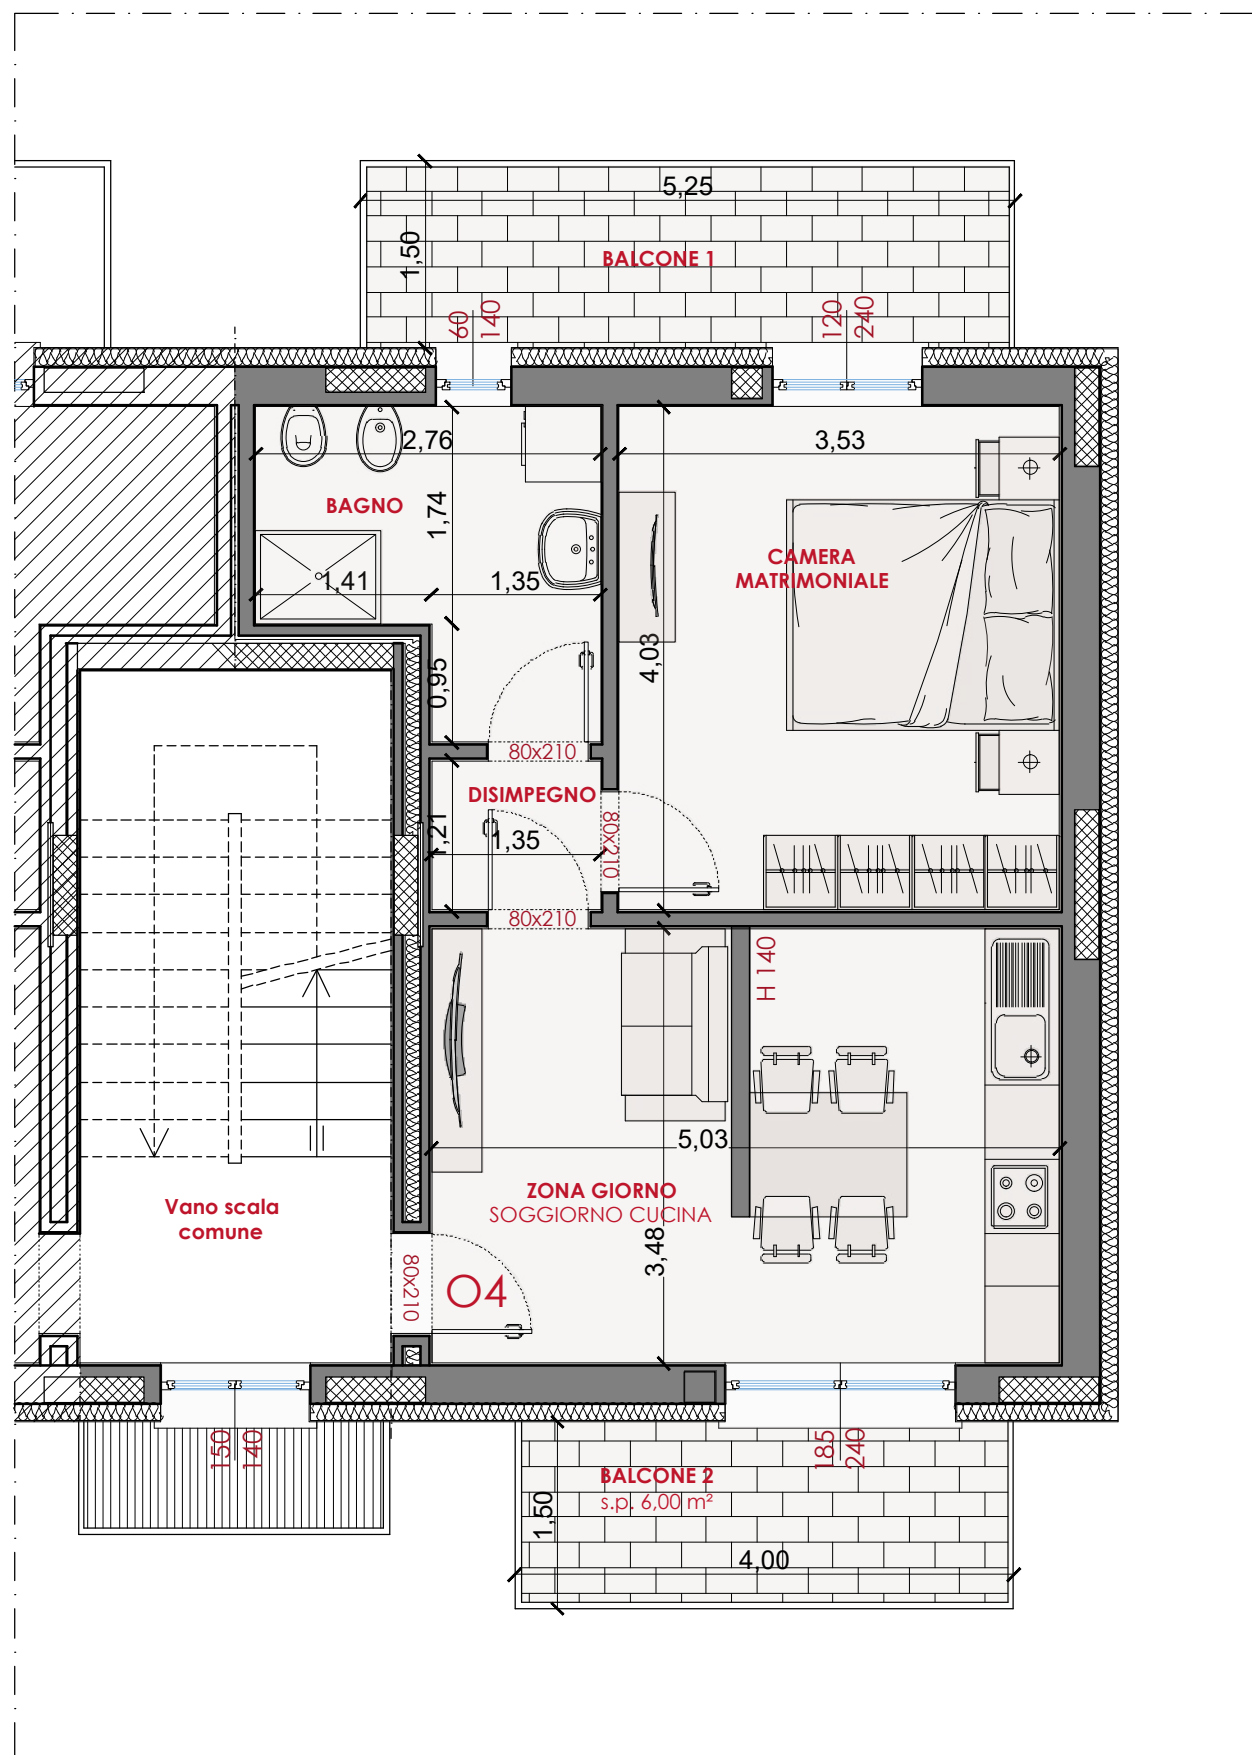 5,25
1,50
BALCONE 1
60
140
120
240
2,76
3,53
BAGNO
1,74
CAMERA
MATRIMONIALE
1,41
1,35
4,03
0,95
80x210
DISIMPEGNO
1,21
1,35
80x210
80x210
H 140
5,03
ZONA GIORNO
SOGGIORNO CUCINA
Vano scala
comune
3,48
80x210
O4
150
140
185
240
BALCONE 2
s.p. 6,00 m²
1,50
4,00